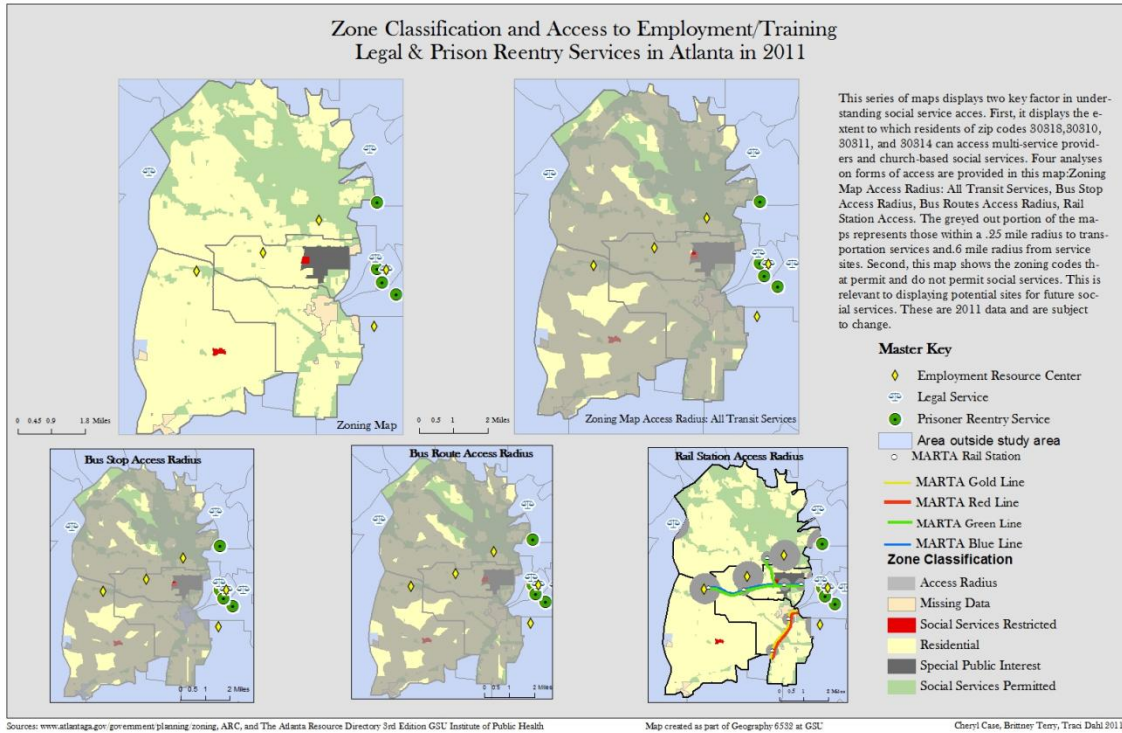 Zone Classification and Access to Employment/Training
Legal & Prison Reentry Services in Atlanta in 2011
This series of maps displays two key factor in under-
standing social service acces. First, it displays the e-
xtent to which residents of zip codes 30318,30310,
30311, and 30314 can access multi-service provid-
ers and church-based social services. Four analyses
on forms of access are provided in this map:Zoning
Map Access Radius: All Transit Services, Bus Stop
Access Radius, Bus Routes Access Radius, Rail
Station Access. The greyed out portion of the ma-
ps represents those within a .25 mile radius to trans-
portation services and.6 mile radius from service
sites. Second, this map shows the zoning codes th-
at permit and do not permit social services. This is
relevant to displaying potential sites for future soc-
ial services. These are 2011 data and are subject
to change.
Zoning Map
0 0.45 0.9 1.8 Miles
Zoning Map Access Radius: All Transit Services
0 0.5 1 2 Miles
Master Key
Employment Resource Center
Legal Service
Prisoner Reentry Service
Area outside study area
MARTA Rail Station
MARTA Gold Line
MARTA Red Line
MARTA Green Line
MARTA Blue Line
Zone Classification
Access Radius
Missing Data
Social Services Restricted
Residential
Special Public Interest
Social Services Permitted
Bus Stop Access Radius
0 0.5 1 2 Miles
Bus Route Access Radius
0 0.5 1 2 Miles
Rail Station Access Radius
0 0.5 1 2 Miles
Sources: www.atlantaga.gov/government/planning/zoning, ARC, and The Atlanta Resource Directory 3rd Edition GSU Institute of Public Health
Map created as part of Geography 6532 at GSU
Cheryl Case, Brittney Terry, Traci Dahl 2011